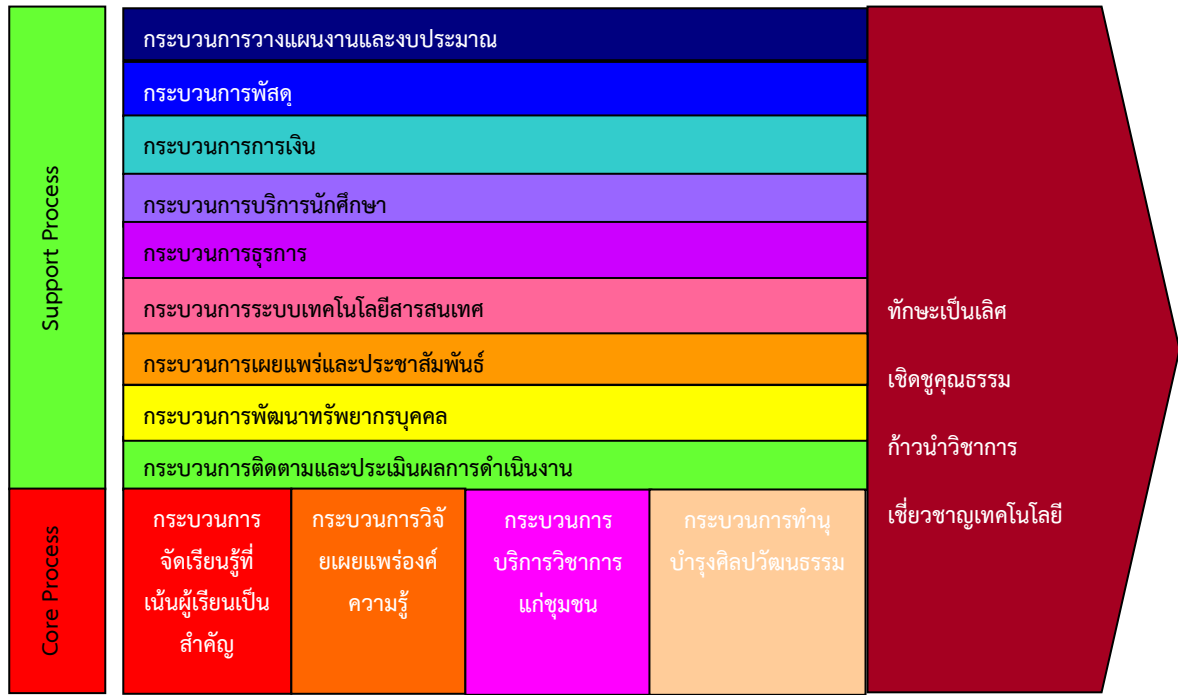 Support Process
กระบวนการวางแผนงานและงบประมาณ
กระบวนการพัสดุ
กระบวนการการเงิน
กระบวนการบริการนักศึกษา
กระบวนการธุรการ
กระบวนการระบบเทคโนโลยีสารสนเทศ
กระบวนการเผยแพร่และประชาสัมพันธ์
กระบวนการพัฒนาทรัพยากรบุคคล
กระบวนการติดตามและประเมินผลการดำเนินงาน
Core Process
กระบวนการ
จัดเรียนรู้ที่
เน้นผู้เรียนเป็น
สำคัญ
กระบวนการวิจั
ยเผยแพร่องค์
ความรู้
กระบวนการ
บริการวิชาการ
แก่ชุมชน
กระบวนการทำนุ
บำรุงศิลปวัฒนธรรม
ทักษะเป็นเลิศ
เชิดชูคุณธรรม
ก้าวนำวิชาการ
เชี่ยวชาญเทคโนโลยี